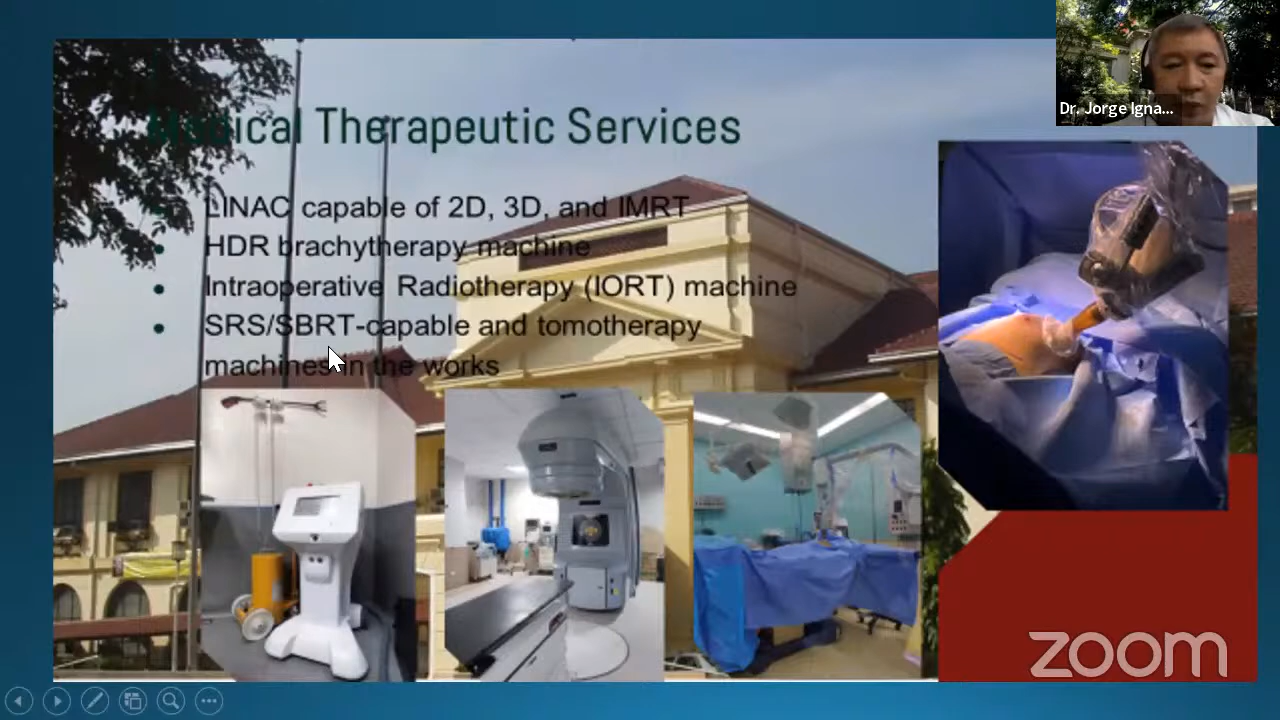 Dr. Jorge Igna...
Medical Therapeutic Services
LINAC capable of 2D, 3D, and IMRT
HDR brachytherapy machine
Intraoperative Radiotherapy (IORT) machine
SRS/SBRT-capable and tomotherapy
machines in the works
zoom